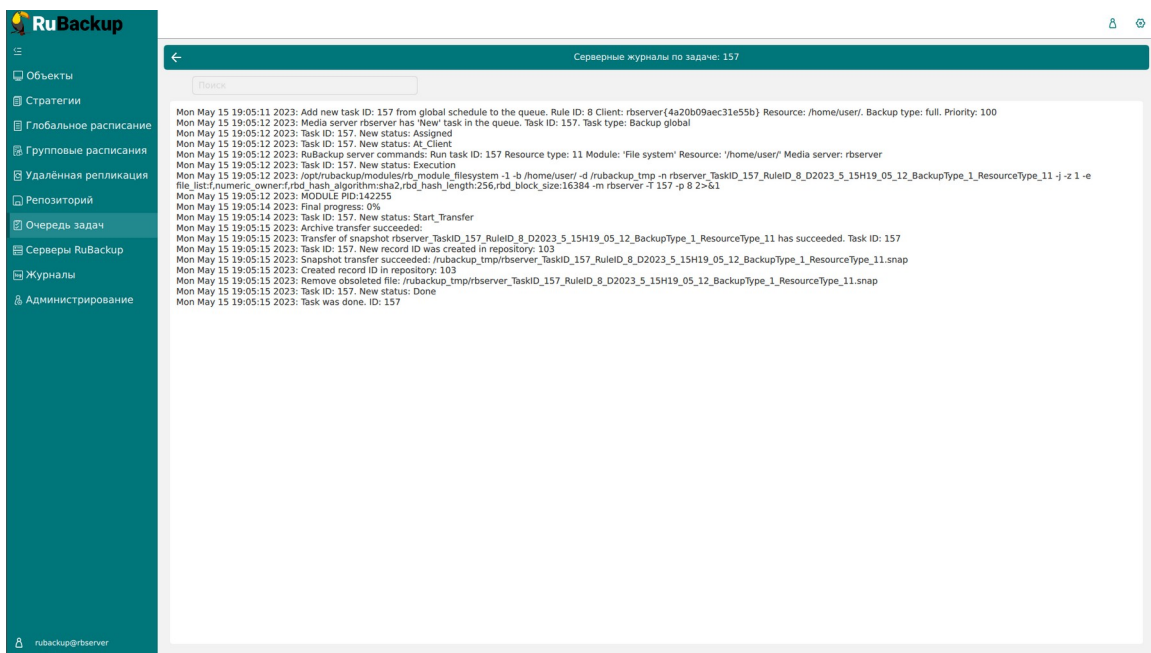 RuBackup
Объекты
Стратегии
Глобальное расписание
Групповые расписания
Удалённая репликация
Репозиторий
Очередь задач
Серверы RuBackup
Журналы
Администрирование
rubackup@rbserver
Серверные журналы по задаче: 157
Поиск
Mon May 15 19:05:11 2023: Add new task ID: 157 from global schedule to the queue. Rule ID: 8 Client: rbserver{4a20b09aec31e55b} Resource: /home/user/. Backup type: full. Priority: 100
Mon May 15 19:05:12 2023: Media server rbserver has 'New' task in the queue. Task ID: 157. Task type: Backup global
Mon May 15 19:05:12 2023: Task ID: 157. New status: Assigned
Mon May 15 19:05:12 2023: Task ID: 157. New status: At_Client
Mon May 15 19:05:12 2023: RuBackup server commands: Run task ID: 157 Resource type: 11 Module: 'File system' Resource: '/home/user/' Media server: rbserver
Mon May 15 19:05:12 2023: Task ID: 157. New status: Execution
Mon May 15 19:05:12 2023: /opt/rubackup/modules/rb_module_filesystem -1 -b /home/user/ -d /rubackup_tmp -n rbserver_TaskID_157_RuleID_8_D2023_5_15H19_05_12_BackupType_1_ResourceType_11 -j -z 1 -e
file_list:f,numeric_owner:f,rbd_hash_algorithm:sha2,rbd_hash_length:256,rbd_block_size:16384 -m rbserver -T 157 -p 8 2>&1
Mon May 15 19:05:12 2023: MODULE PID:142255
Mon May 15 19:05:14 2023: Final progress: 0%
Mon May 15 19:05:14 2023: Task ID: 157. New status: Start_Transfer
Mon May 15 19:05:15 2023: Archive transfer succeeded:
Mon May 15 19:05:15 2023: Transfer of snapshot rbserver_TaskID_157_RuleID_8_D2023_5_15H19_05_12_BackupType_1_ResourceType_11 has succeeded. Task ID: 157
Mon May 15 19:05:15 2023: Task ID: 157. New record ID was created in repository: 103
Mon May 15 19:05:15 2023: Snapshot transfer succeeded: /rubackup_tmp/rbserver_TaskID_157_RuleID_8_D2023_5_15H19_05_12_BackupType_1_ResourceType_11.snap
Mon May 15 19:05:15 2023: Created record ID in repository: 103
Mon May 15 19:05:15 2023: Remove obsoleted file: /rubackup_tmp/rbserver_TaskID_157_RuleID_8_D2023_5_15H19_05_12_BackupType_1_ResourceType_11.snap
Mon May 15 19:05:15 2023: Task ID: 157. New status: Done
Mon May 15 19:05:15 2023: Task was done. ID: 157